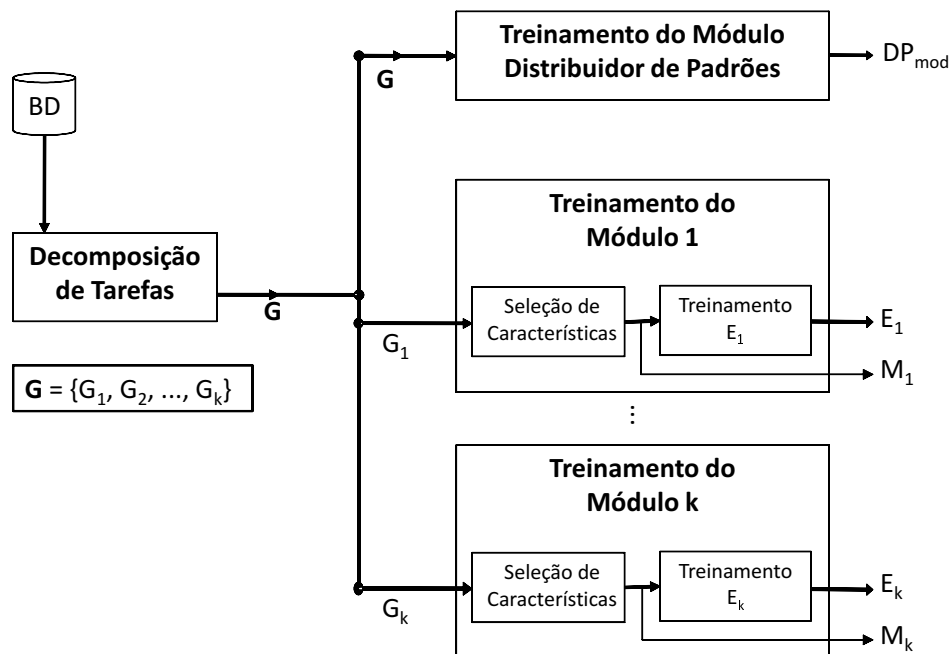 BD
Decomposição
de Tarefas
G
G = {G1, G2, ..., Gk}
G
Treinamento do Módulo
Distribuidor de Padrões
DPmod
Treinamento do
Módulo 1
G1
Seleção de
Características
Treinamento
E1
E1
M1
...
Treinamento do
Módulo k
Gk
Seleção de
Características
Treinamento
Ek
Ek
Mk